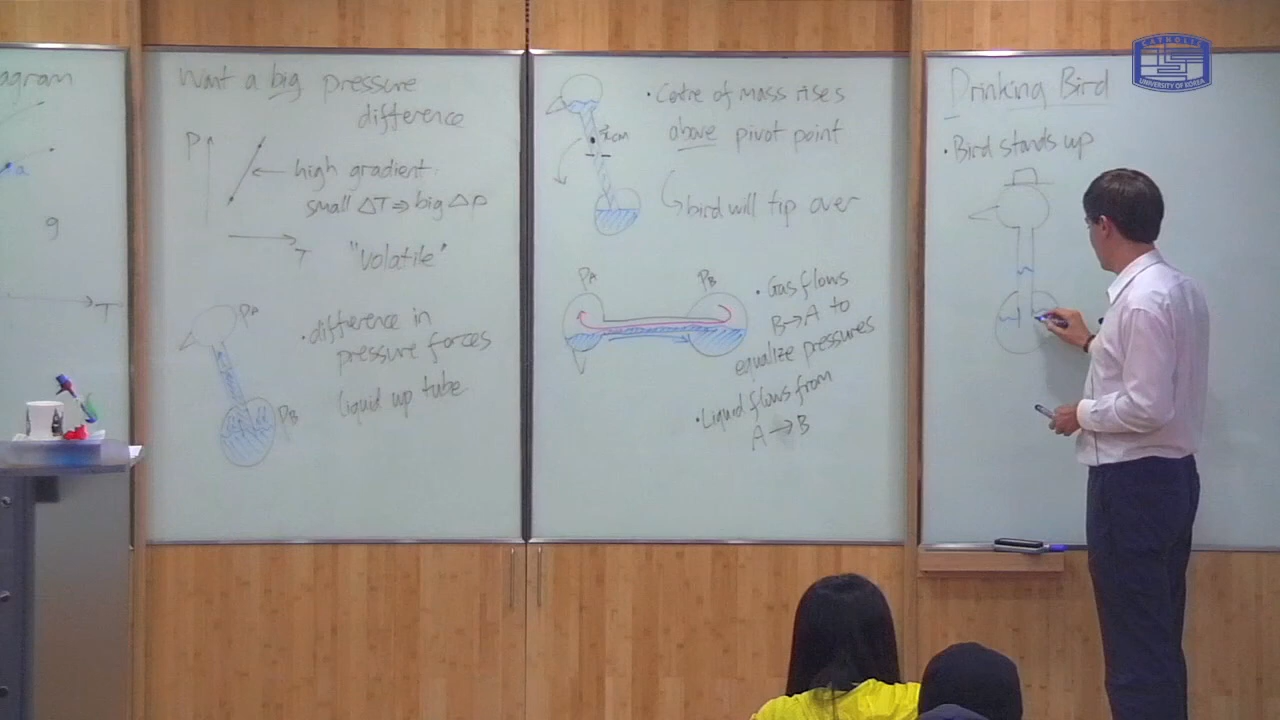 agram
a
g
T
Want a big pressure
difference
P
high gradient:
small ΔT ⇒ big Δp
T
"Volatile"
PA
• difference in
pressure forces
liquid up tube
PB
• Centre of mass rises
above pivot point
bird will tip over
PA
PB
• Gas flows
B→A to
equalize pressures
• Liquid flows from
A → B
Drinking Bird
• Bird stands up
CATHOLIC
UNIVERSITY OF KOREA